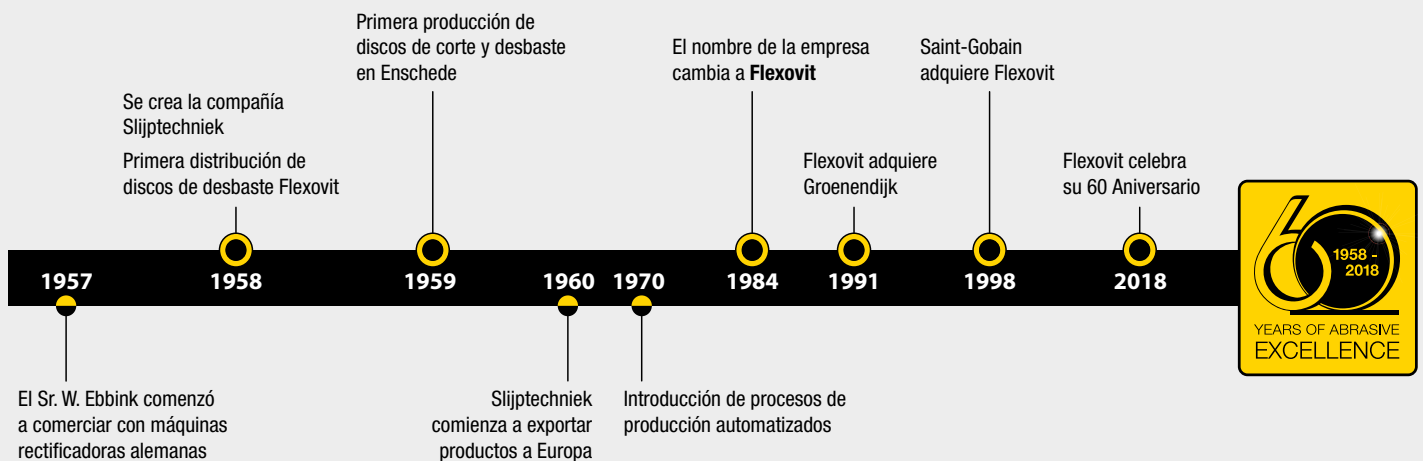 Primera producción de
discos de corte y desbaste
en Enschede
El nombre de la empresa
cambia a Flexovit
Saint-Gobain
adquiere Flexovit
Se crea la compañía
Slijptechniek
Primera distribución de
discos de desbaste Flexovit
Flexovit adquiere
Groenendijk
Flexovit celebra
su 60 Aniversario
1957
1958
1959
1960
1970
1984
1991
1998
2018
60
1958 -
2018
YEARS OF ABRASIVE
EXCELLENCE
El Sr. W. Ebbink comenzó
a comerciar con máquinas
rectificadoras alemanas
Slijptechniek
comienza a exportar
productos a Europa
Introducción de procesos de
producción automatizados